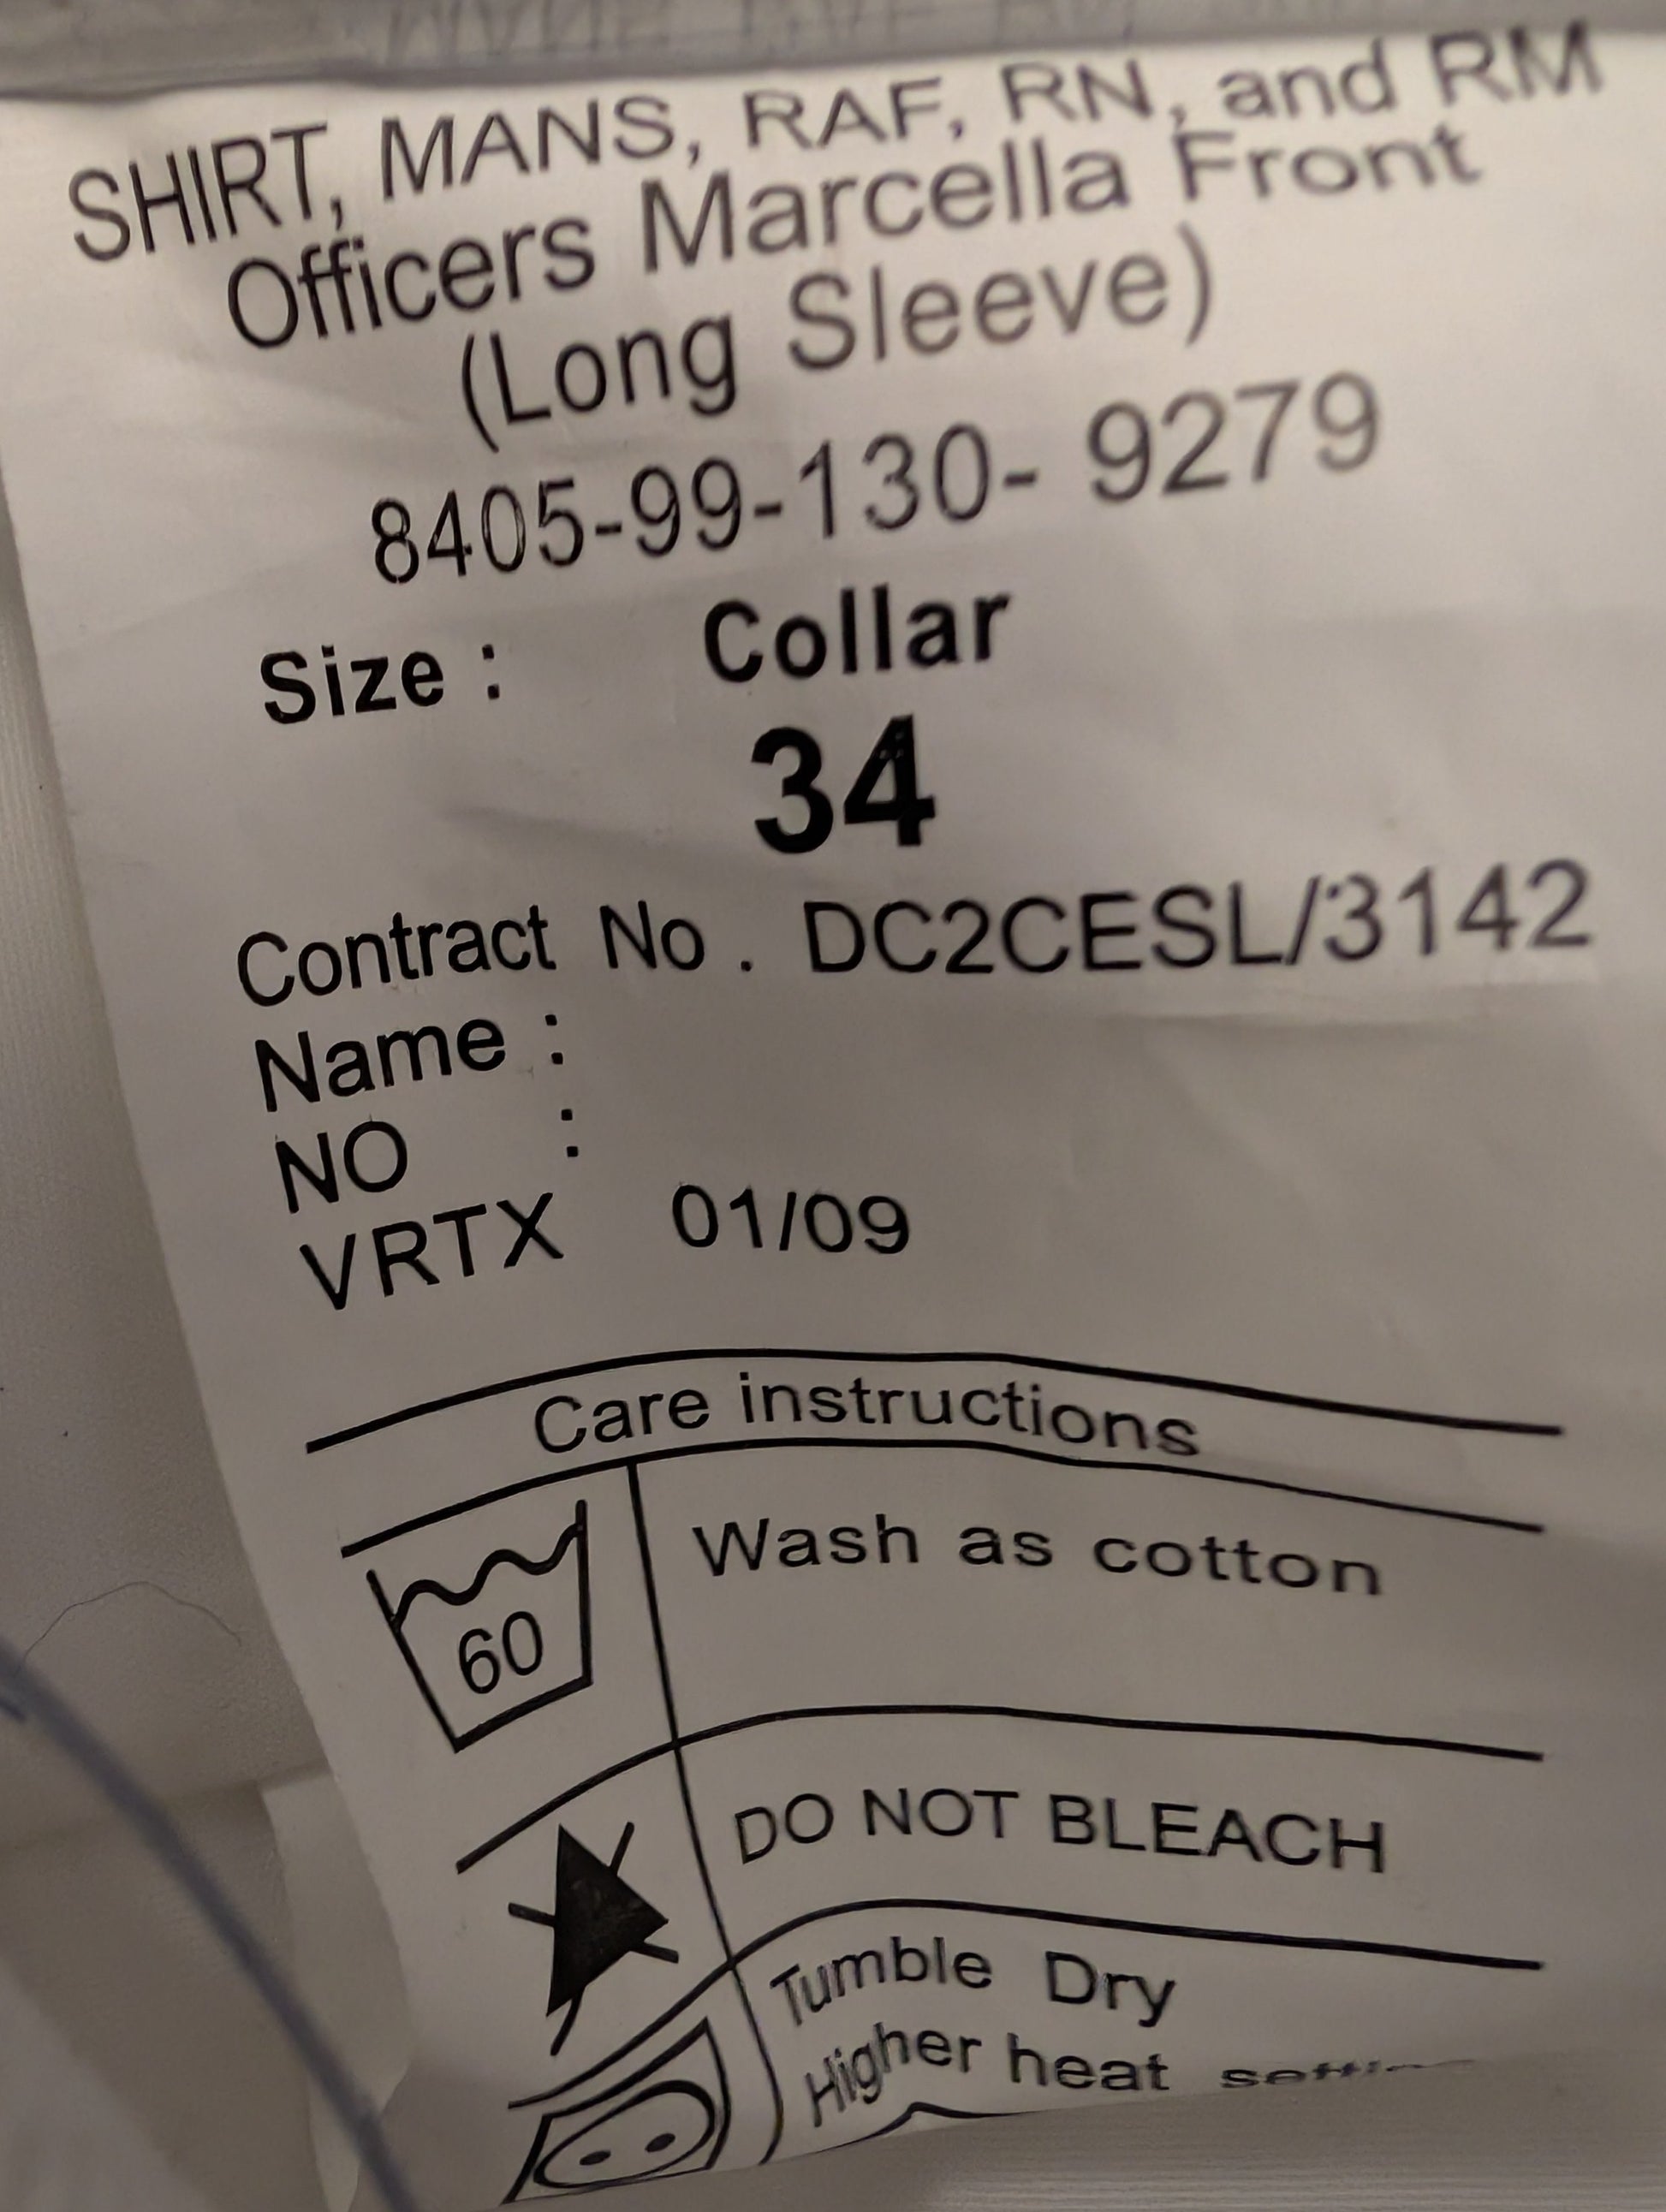 SHIRT, MANS, RAF, RN, and RM
Officers Marcella Front
(Long Sleeve)
8405-99-130- 9279
Size : Collar
34
Contract No . DC2CESL/3142
Name :
NO :
VRTX 01/09
Care instructions
60 Wash as cotton
DO NOT BLEACH
Tumble Dry
Higher heat